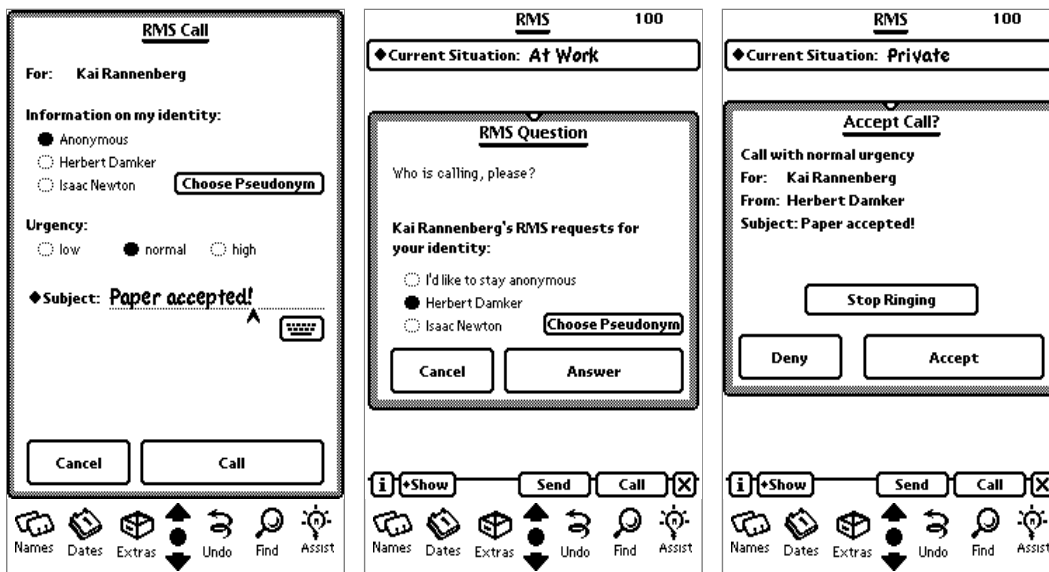 RMS Call
For: Kai Rannenberg
Information on my identity:
Anonymous
Herbert Damker
Isaac Newton Choose Pseudonym
Urgency:
low normal high
◆Subject: Paper accepted!
Cancel Call
Names Dates Extras Undo Find Assist
RMS 100
◆Current Situation: At Work
RMS Question
Who is calling, please?
Kai Rannenberg's RMS requests for
your identity:
I'd like to stay anonymous
Herbert Damker
Isaac Newton Choose Pseudonym
Cancel Answer
i ◆Show Send Call X
Names Dates Extras Undo Find Assist
RMS 100
◆Current Situation: Private
Accept Call?
Call with normal urgency
For: Kai Rannenberg
From: Herbert Damker
Subject: Paper accepted!
Stop Ringing
Deny Accept
i ◆Show Send Call X
Names Dates Extras Undo Find Assist